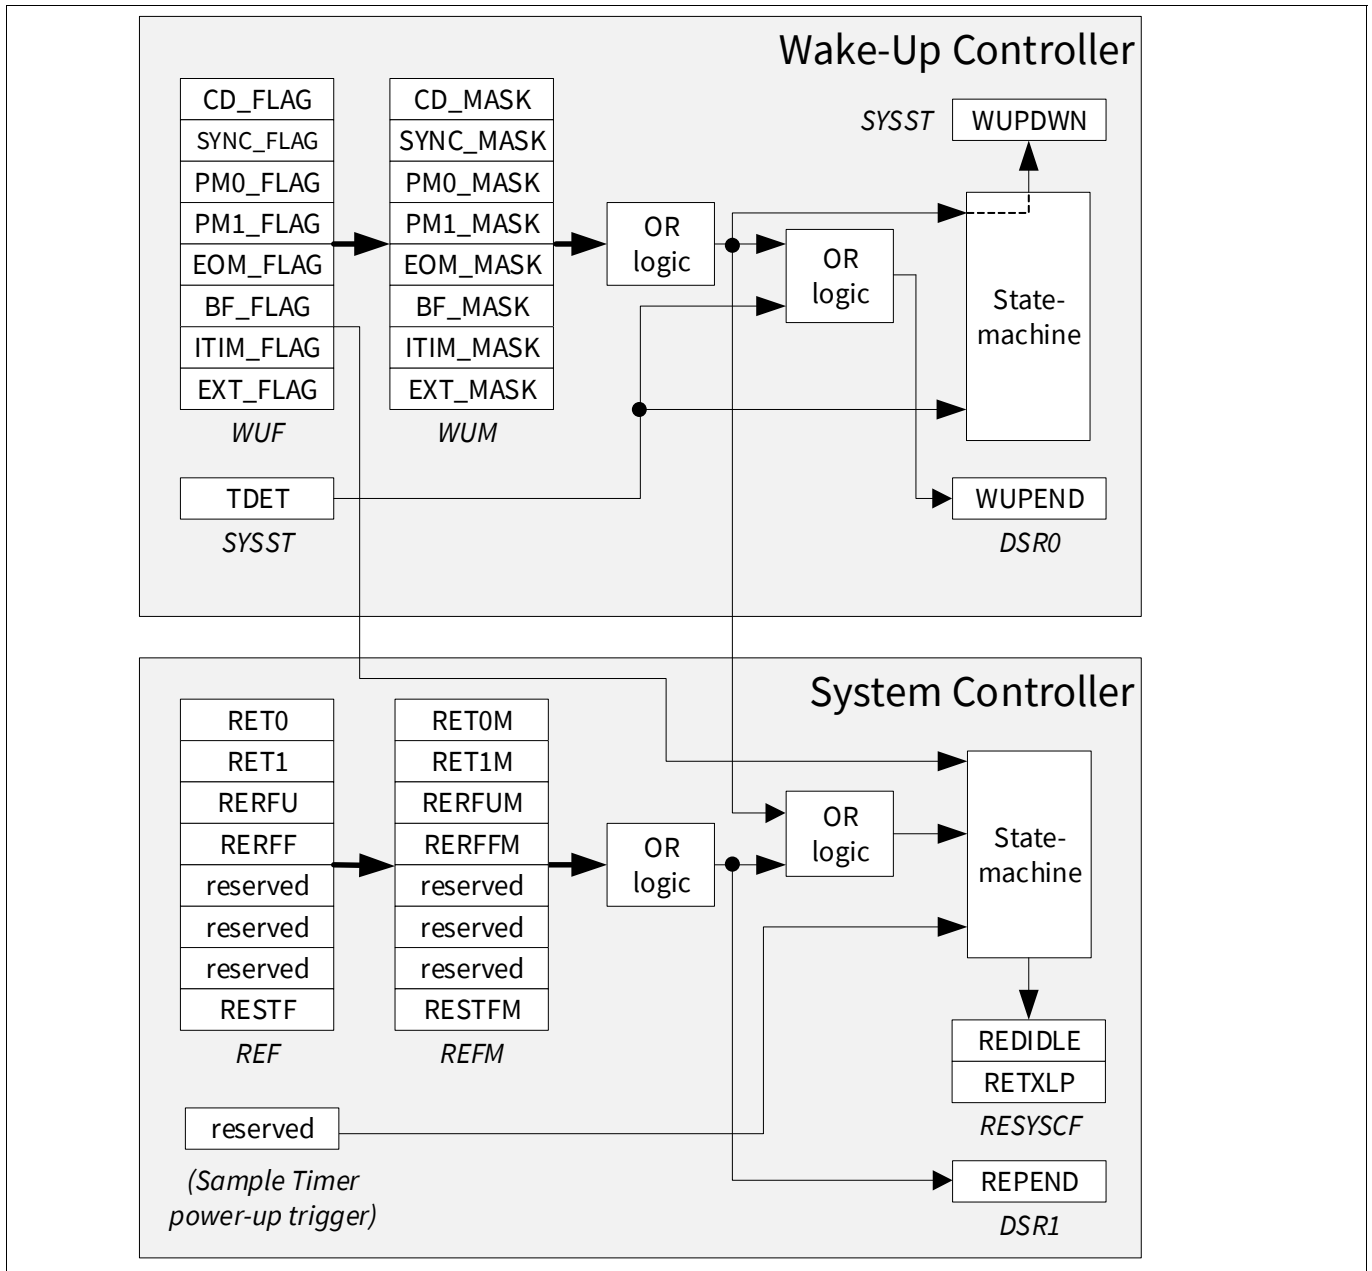 Wake-Up Controller
CD_FLAG
SYNC_FLAG
PM0_FLAG
PM1_FLAG
EOM_FLAG
BF_FLAG
ITIM_FLAG
EXT_FLAG
WUF
CD_MASK
SYNC_MASK
PM0_MASK
PM1_MASK
EOM_MASK
BF_MASK
ITIM_MASK
EXT_MASK
WUM
OR
logic
OR
logic
SYSST
WUPDWN
State-
machine
TDET
SYSST
WUPEND
DSR0
System Controller
RET0
RET1
RERFU
RERFF
reserved
reserved
reserved
RESTF
REF
RET0M
RET1M
RERFUM
RERFFM
reserved
reserved
reserved
RESTFM
REFM
OR
logic
OR
logic
State-
machine
REDIDLE
RETXLP
RESYSCF
reserved
(Sample Timer
power-up trigger)
REPEND
DSR1